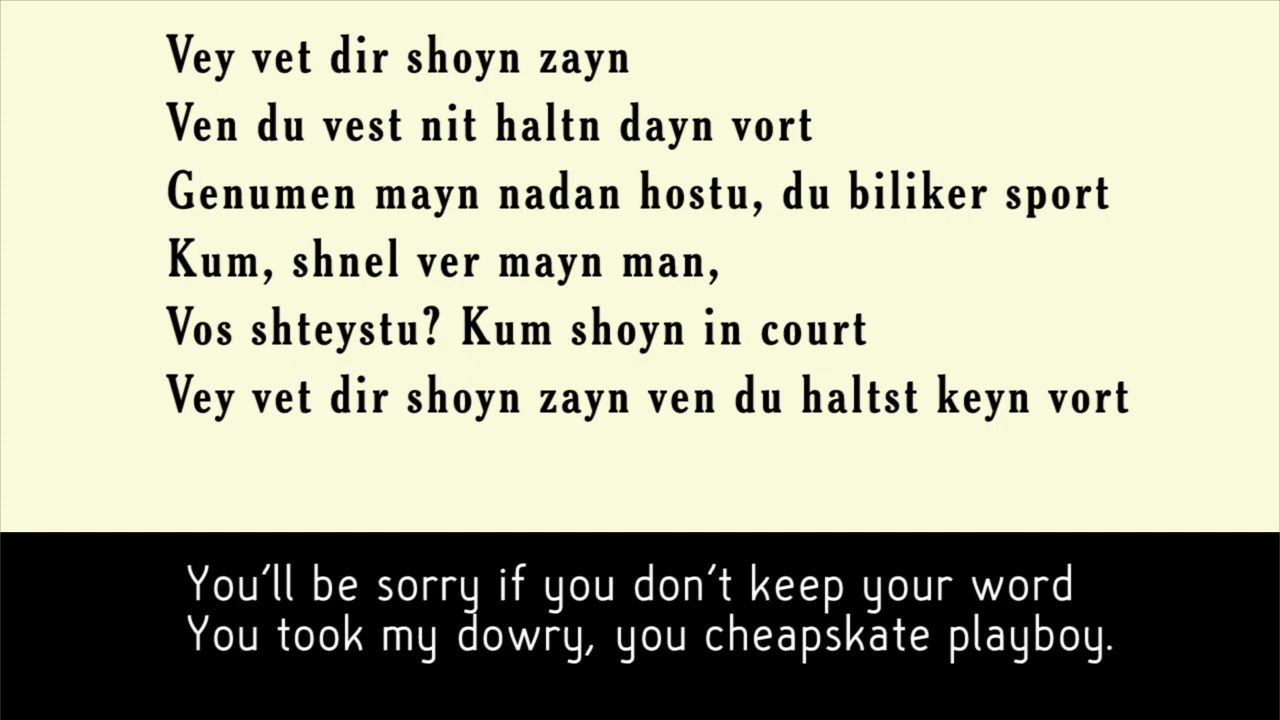 Vey vet dir shoyn zayn
Ven du vest nit haltn dayn vort
Genumen mayn nadan hostu, du biliker sport
Kum, shnel ver mayn man,
Vos shteystu? Kum shoyn in court
Vey vet dir shoyn zayn ven du haltst keyn vort
You'll be sorry if you don't keep your word
You took my dowry, you cheapskate playboy.